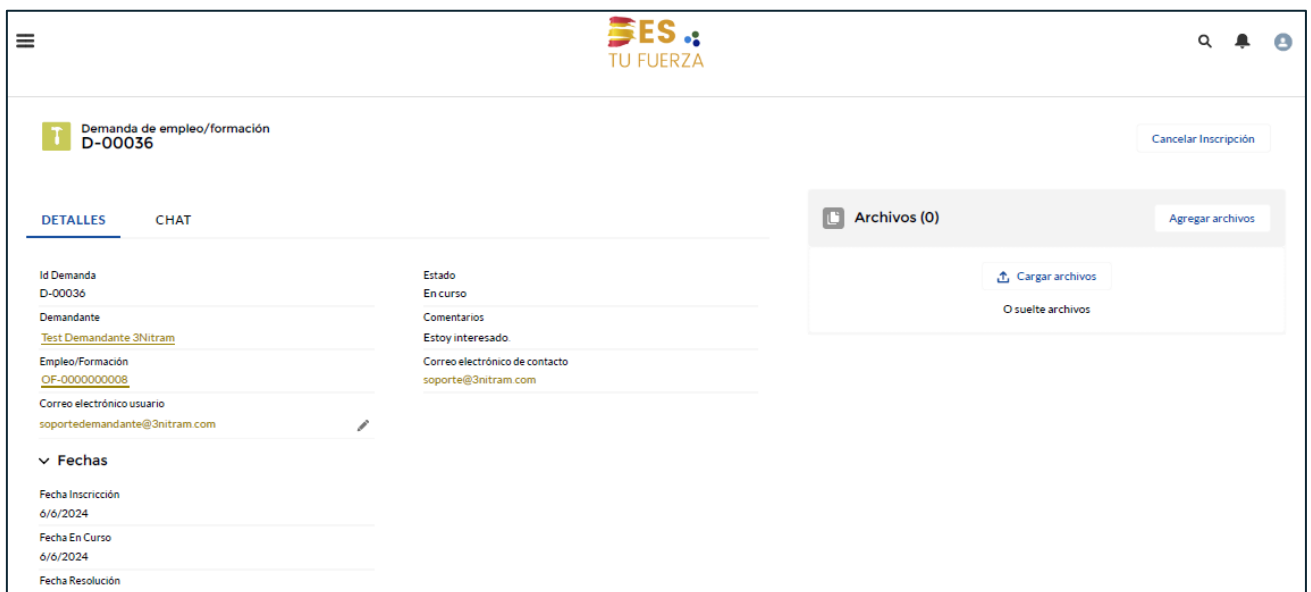 ES
TU FUERZA
Demanda de empleo/formación
D-00036
Cancelar Inscripción
DETALLES
CHAT
Archivos (0)
Agregar archivos
Cargar archivos
O suelte archivos
Id Demanda
D-00036
Estado
En curso
Demandante
Test Demandante 3Nitram
Comentarios
Estoy interesado.
Empleo/Formación
OF-0000000008
Correo electrónico de contacto
soporte@3nitram.com
Correo electrónico usuario
soportedemandante@3nitram.com
Fechas
Fecha Inscricción
6/6/2024
Fecha En Curso
6/6/2024
Fecha Resolución